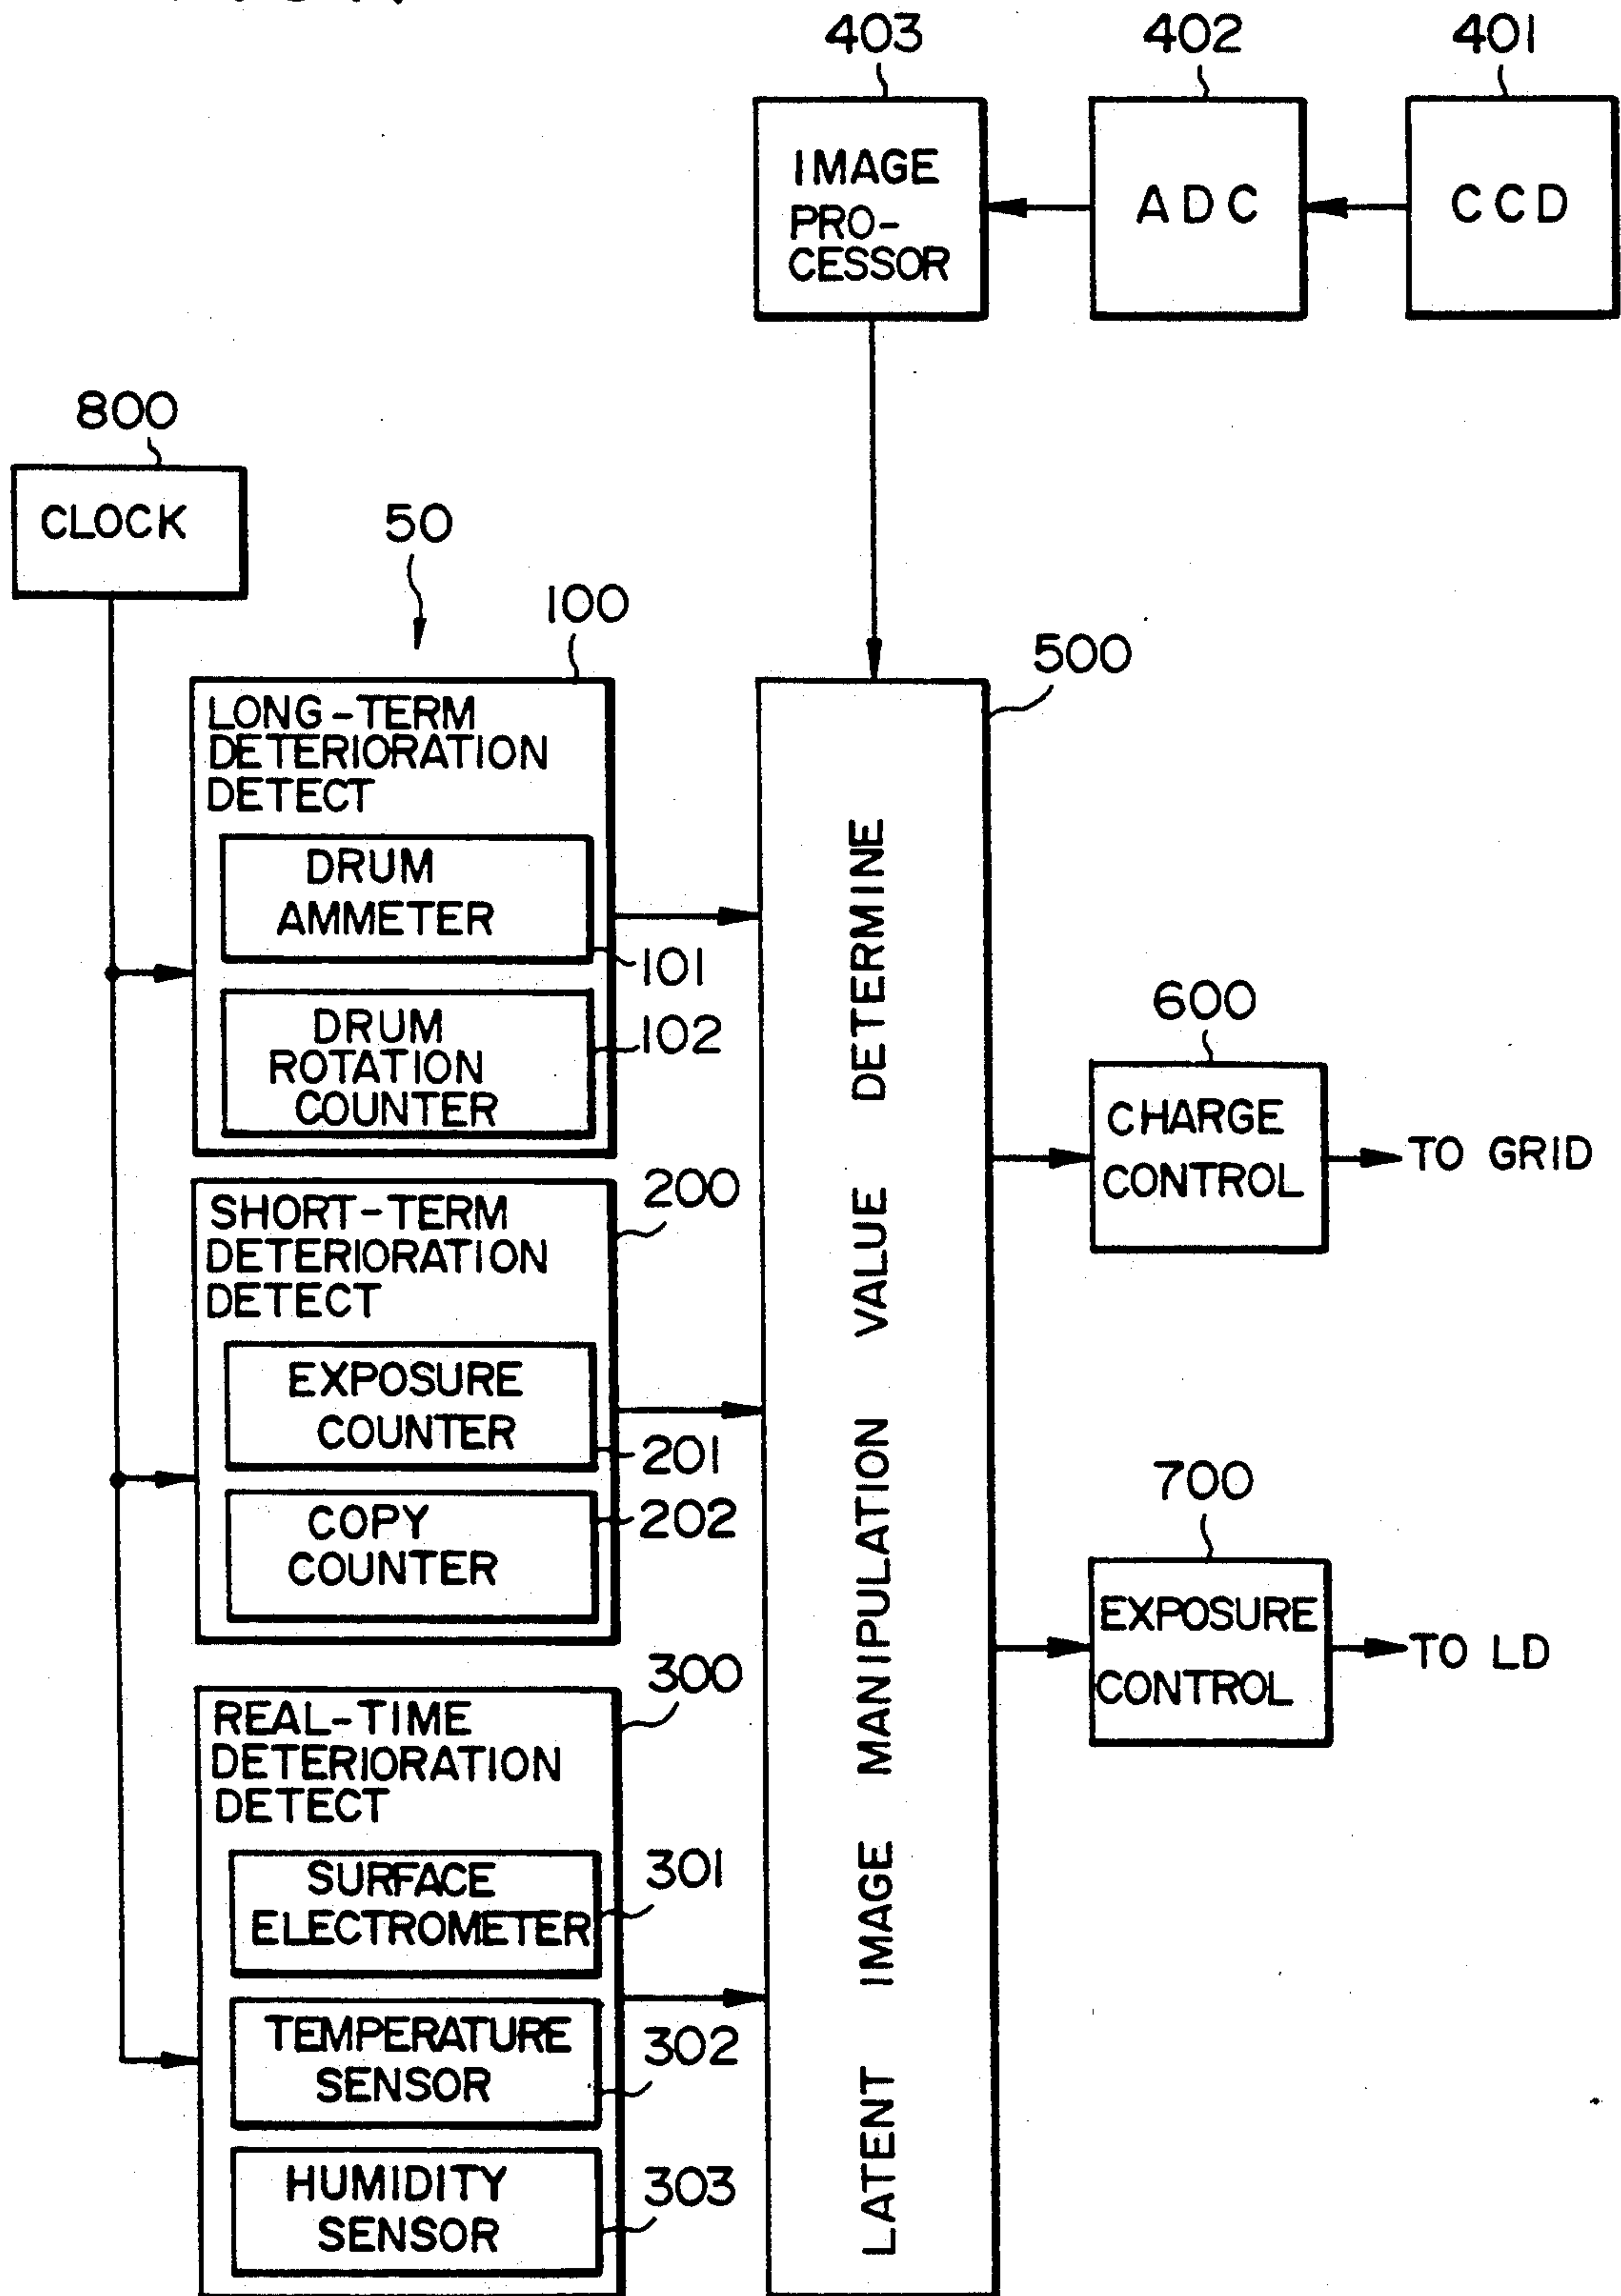 403
402
401
IMAGE
PRO-
CESSOR
ADC
CCD
800
CLOCK
50
100
LONG-TERM
DETERIORATION
DETECT
DRUM
AMMETER
101
DRUM
ROTATION
COUNTER
102
200
SHORT-TERM
DETERIORATION
DETECT
EXPOSURE
COUNTER
201
COPY
COUNTER
202
300
REAL-TIME
DETERIORATION
DETECT
SURFACE
ELECTROMETER
301
TEMPERATURE
SENSOR
302
HUMIDITY
SENSOR
303
500
LATENT IMAGE MANIPULATION VALUE DETERMINE
600
CHARGE
CONTROL
TO GRID
700
EXPOSURE
CONTROL
TO LD